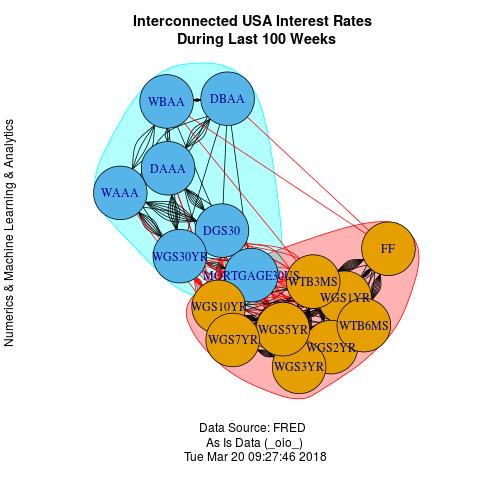 Interconnected USA Interest Rates
During Last 100 Weeks
Numerics & Machine Learning & Analytics
WBAA
DBAA
DAAA
WAAA
DGS30
FF
WGS30YR
MORTGAGE30US
WTB3MS
WGS1YR
WGS10YR
WTB6MS
WGS5YR
WGS7YR
WGS2YR
WGS3YR
Data Source: FRED
As Is Data (_oio_)
Tue Mar 20 09:27:46 2018